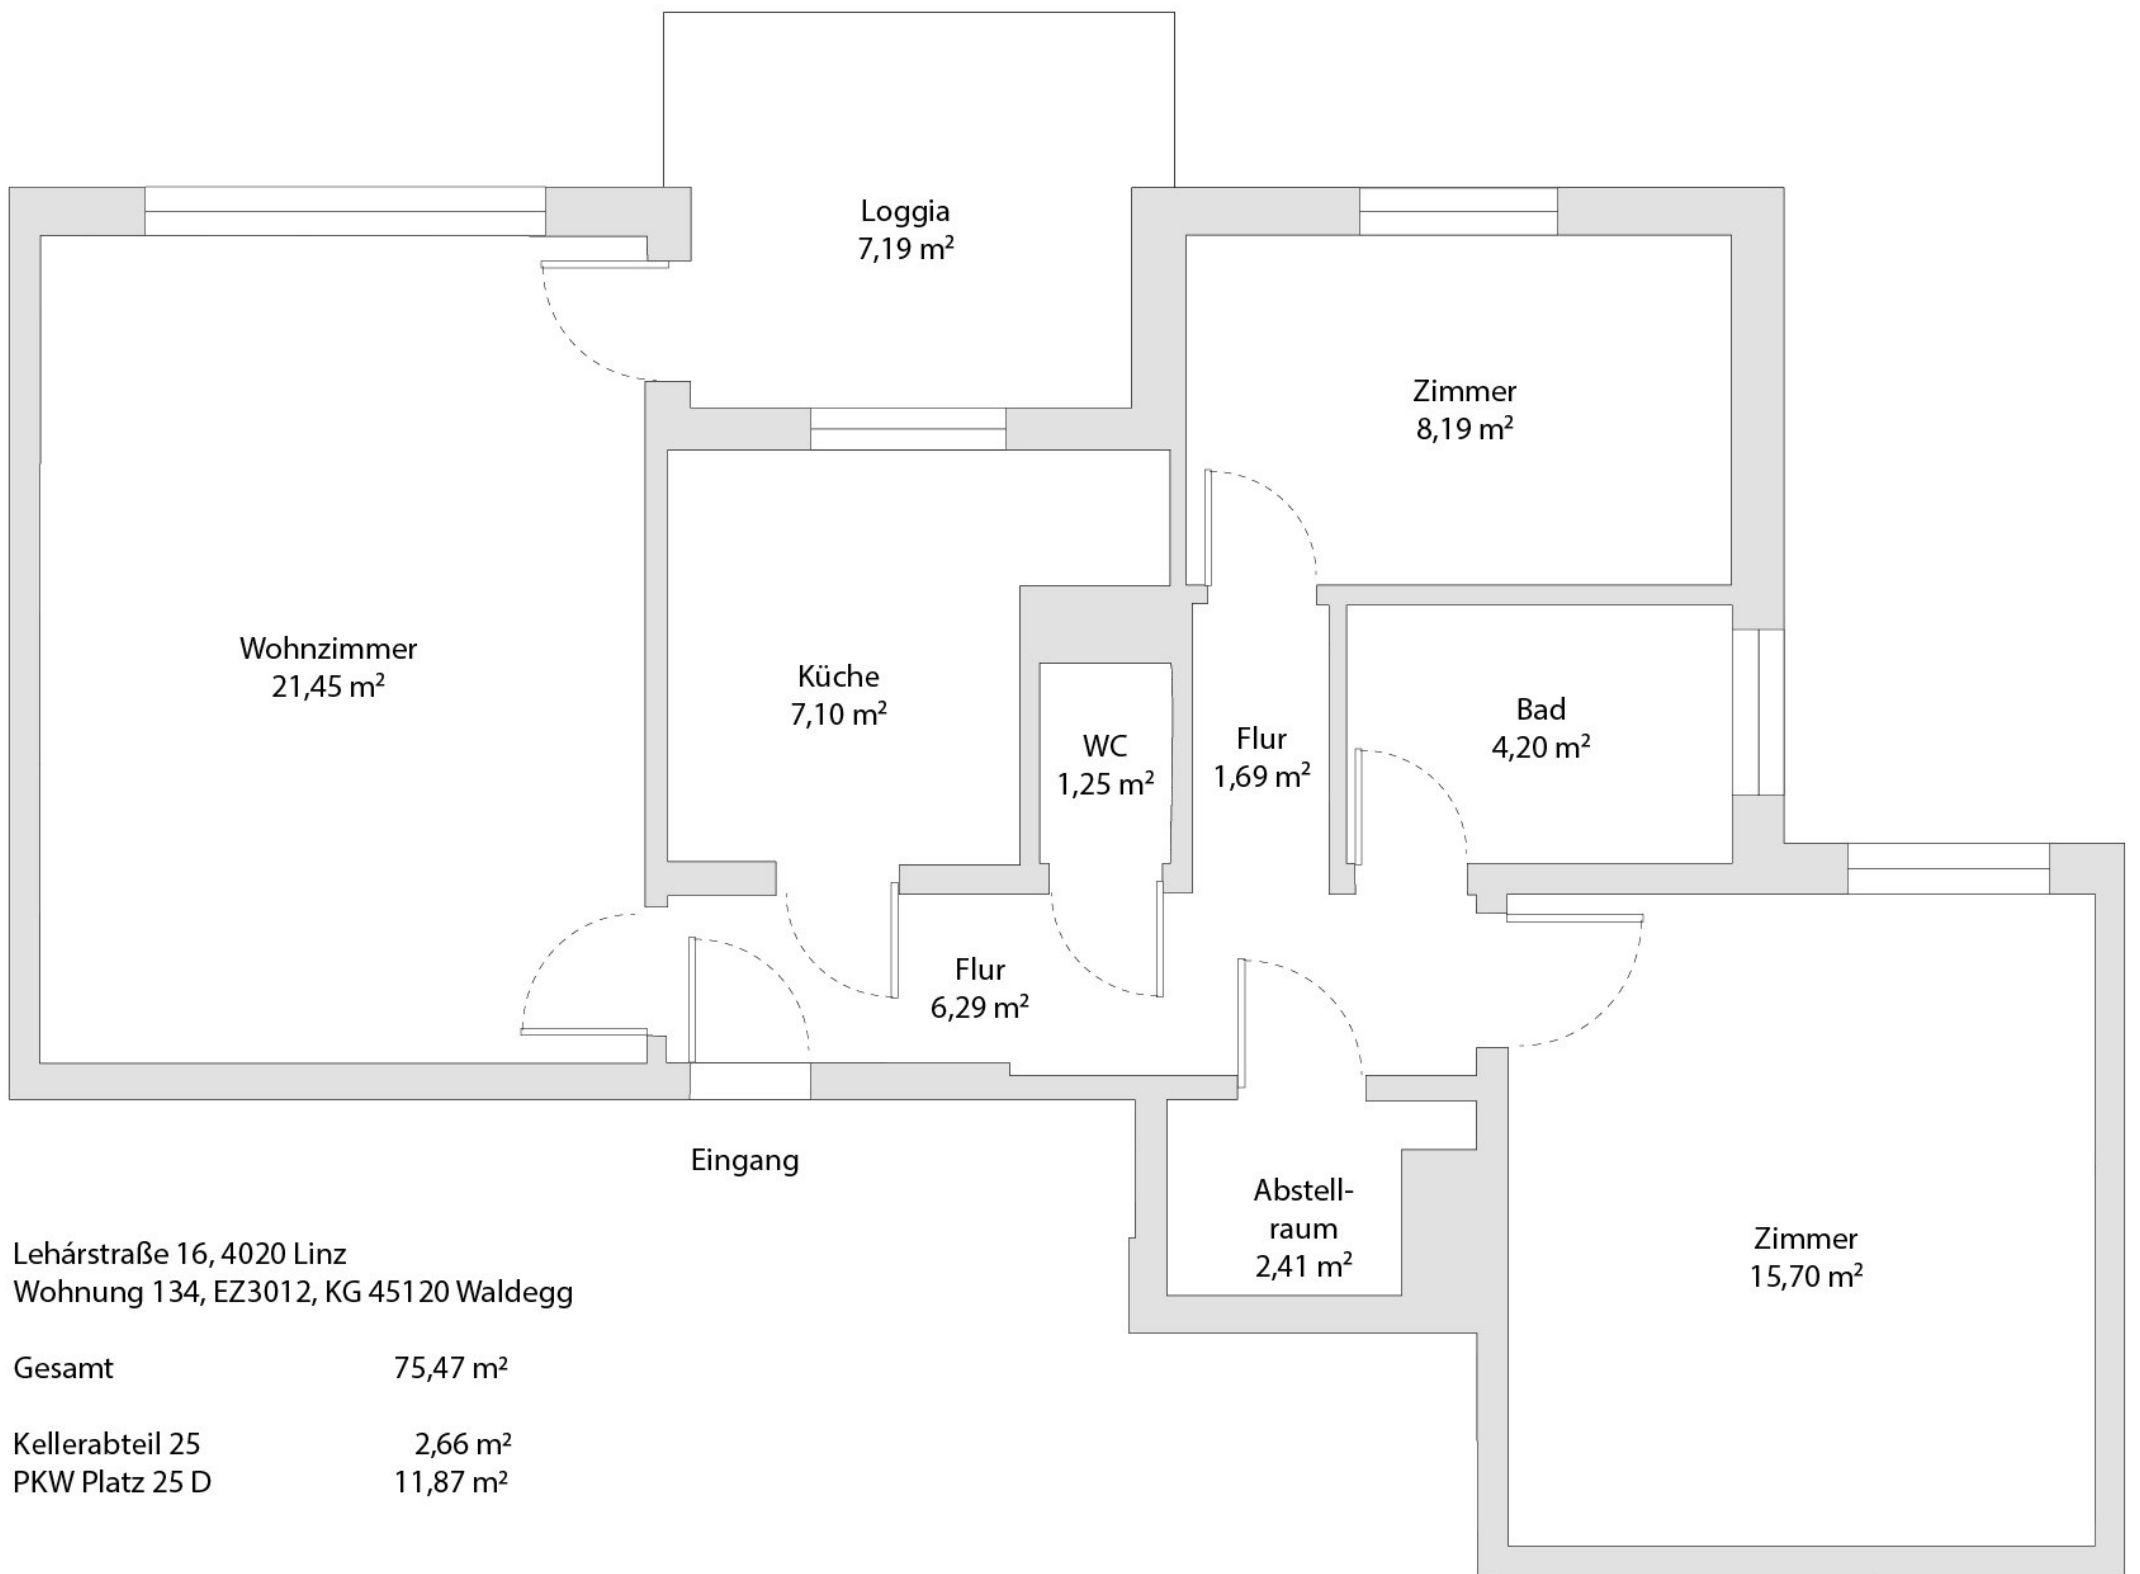 Loggia
7,19 m²
Zimmer
8,19 m²
Wohnzimmer
21,45 m²
Küche
7,10 m²
WC
1,25 m²
Flur
1,69 m²
Bad
4,20 m²
Flur
6,29 m²
Eingang
Abstell-
raum
2,41 m²
Zimmer
15,70 m²
Lehárstraße 16, 4020 Linz
Wohnung 134, EZ3012, KG 45120 Waldegg
Gesamt 75,47 m²
Kellerabteil 25 2,66 m²
PKW Platz 25 D 11,87 m²